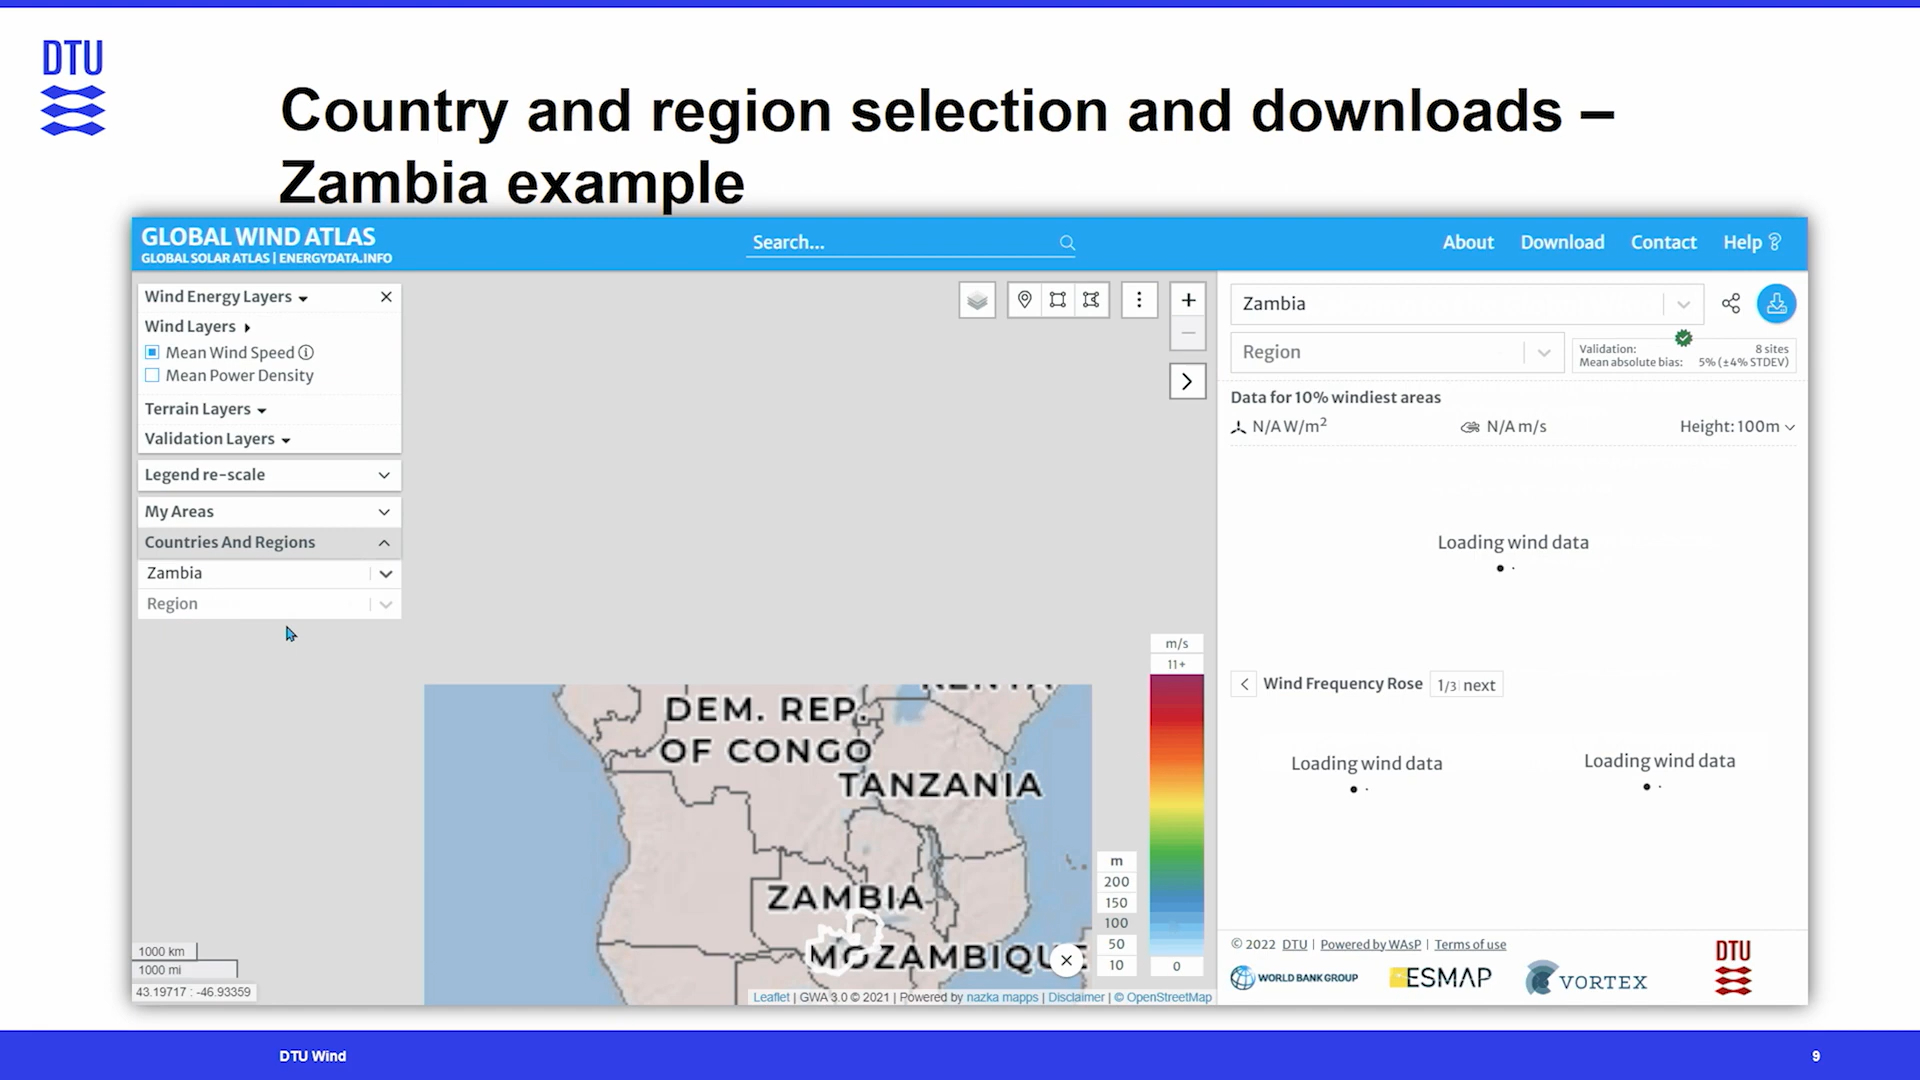 DTU
Country and region selection and downloads –
Zambia example
GLOBAL WIND ATLAS
GLOBAL SOLAR ATLAS | ENERGYDATA.INFO
Search...
About
Download
Contact
Help
Wind Energy Layers
Wind Layers
Mean Wind Speed
Mean Power Density
Terrain Layers
Validation Layers
Legend re-scale
My Areas
Countries And Regions
Zambia
Region
DEM. REP.
OF CONGO
TANZANIA
ZAMBIA
MOZAMBIQUE
m
200
150
100
50
10
m/s
11+
0
1000 km
1000 mi
43.19717 : -46.93359
Leaflet | GWA 3.0 © 2021 | Powered by nazka mapps | Disclaimer | © OpenStreetMap
Zambia
Region
Validation: 8 sites
Mean absolute bias: 5% (±4% STDEV)
Data for 10% windiest areas
N/A W/m²
N/A m/s
Height: 100m
Loading wind data
Wind Frequency Rose
1/3 next
Loading wind data
Loading wind data
© 2022 DTU | Powered by WAsP | Terms of use
WORLD BANK GROUP
ESMAP
VORTEX
DTU
DTU Wind
9